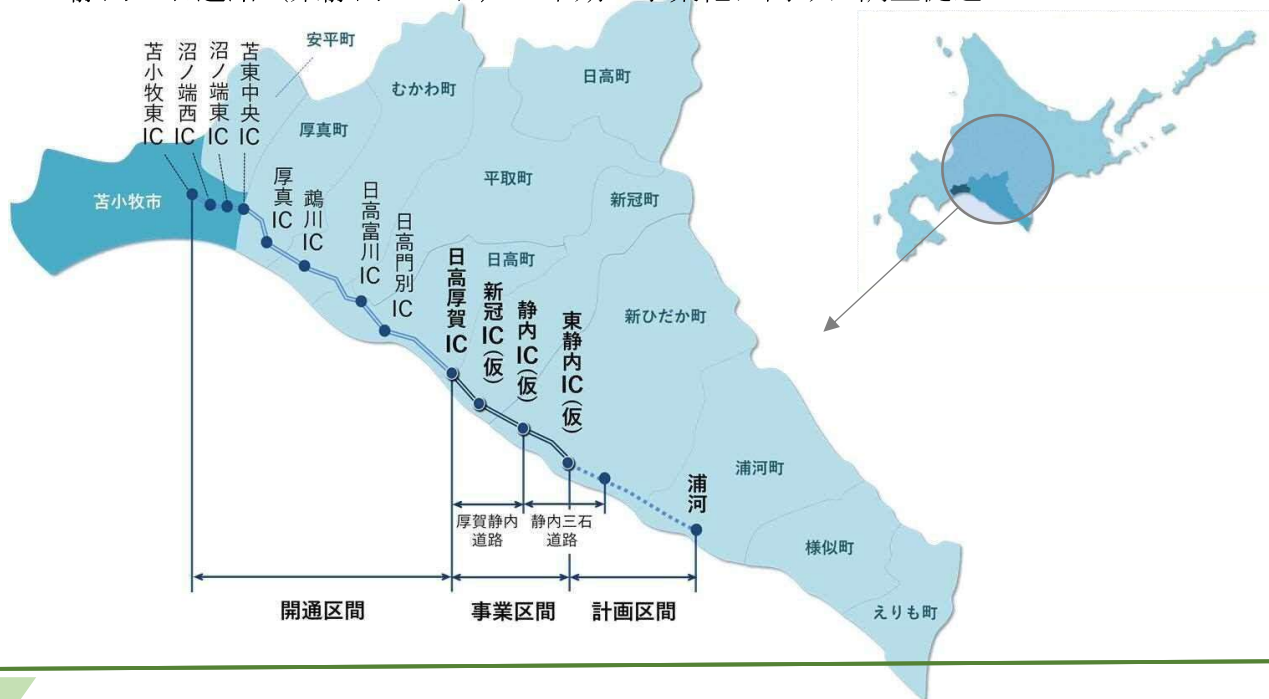 安平町
日高町
むかわ町
厚真町
平取町
新冠町
苫小牧市
日高町
新ひだか町
浦河町
様似町
えりも町
苫小牧東IC
沼ノ端西IC
沼ノ端東IC
苫東中央IC
厚真IC
鵡川IC
日高富川IC
日高門別IC
日高厚賀IC
新冠IC(仮)
静内IC(仮)
東静内IC(仮)
浦河
厚賀静内
道路
静内三石
道路
開通区間
事業区間
計画区間